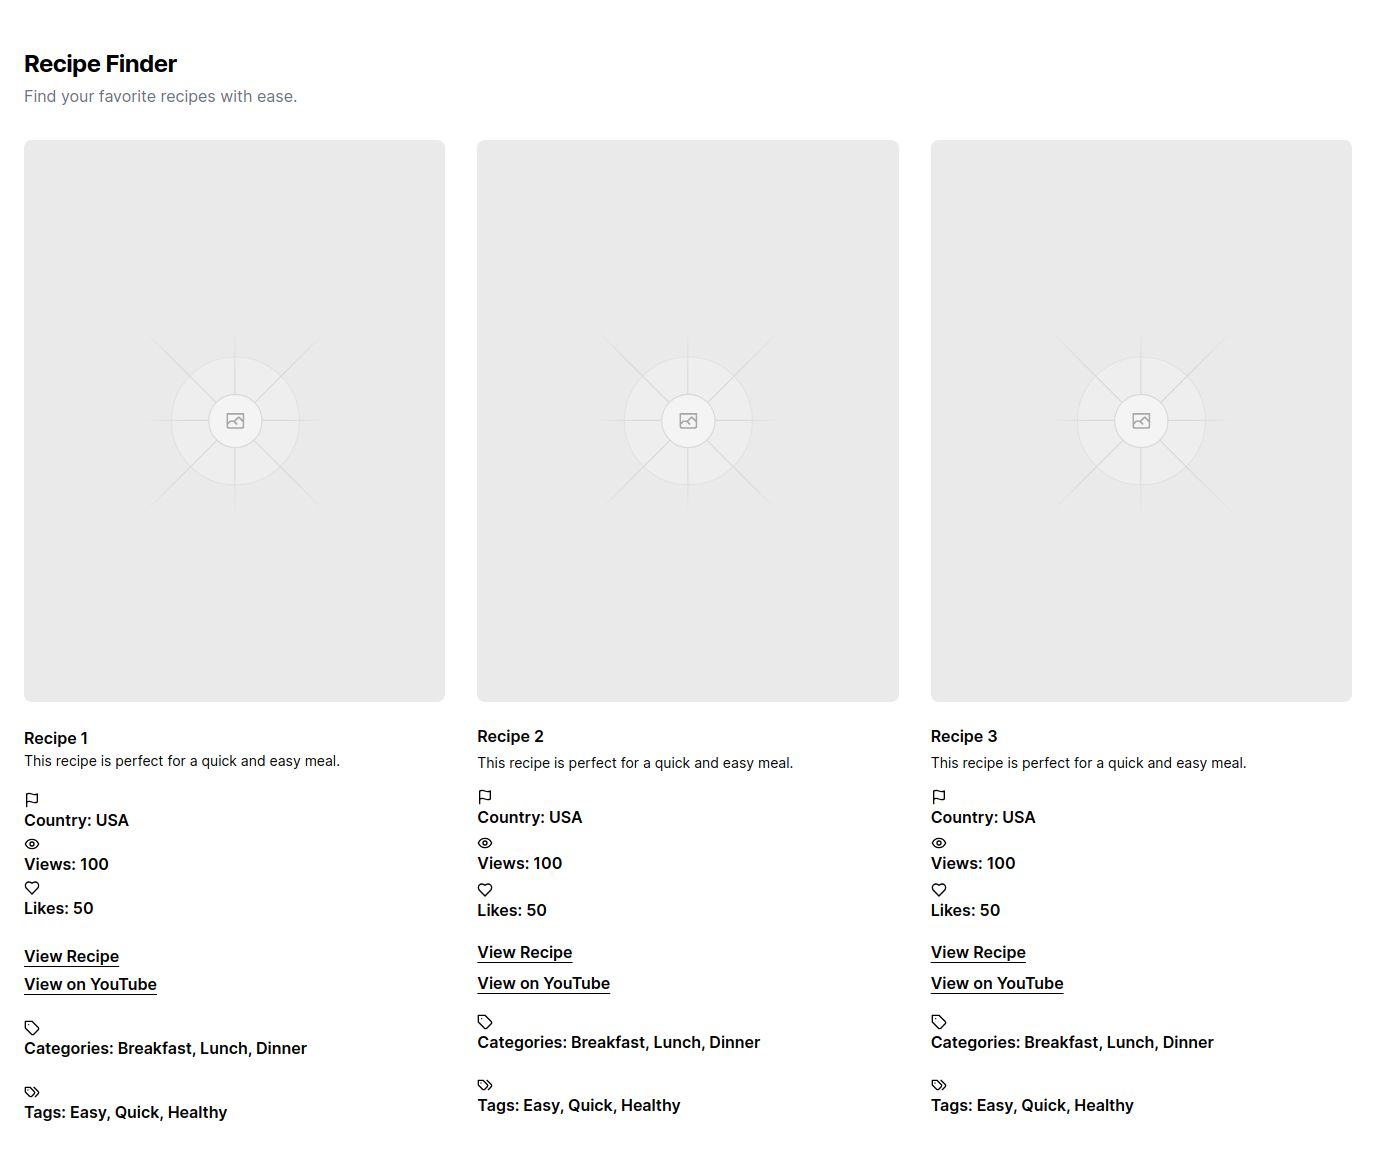 Recipe Finder
Find your favorite recipes with ease.
Recipe 1
This recipe is perfect for a quick and easy meal.
Country: USA
Views: 100
Likes: 50
View Recipe
View on YouTube
Categories: Breakfast, Lunch, Dinner
Tags: Easy, Quick, Healthy
Recipe 2
This recipe is perfect for a quick and easy meal.
Country: USA
Views: 100
Likes: 50
View Recipe
View on YouTube
Categories: Breakfast, Lunch, Dinner
Tags: Easy, Quick, Healthy
Recipe 3
This recipe is perfect for a quick and easy meal.
Country: USA
Views: 100
Likes: 50
View Recipe
View on YouTube
Categories: Breakfast, Lunch, Dinner
Tags: Easy, Quick, Healthy